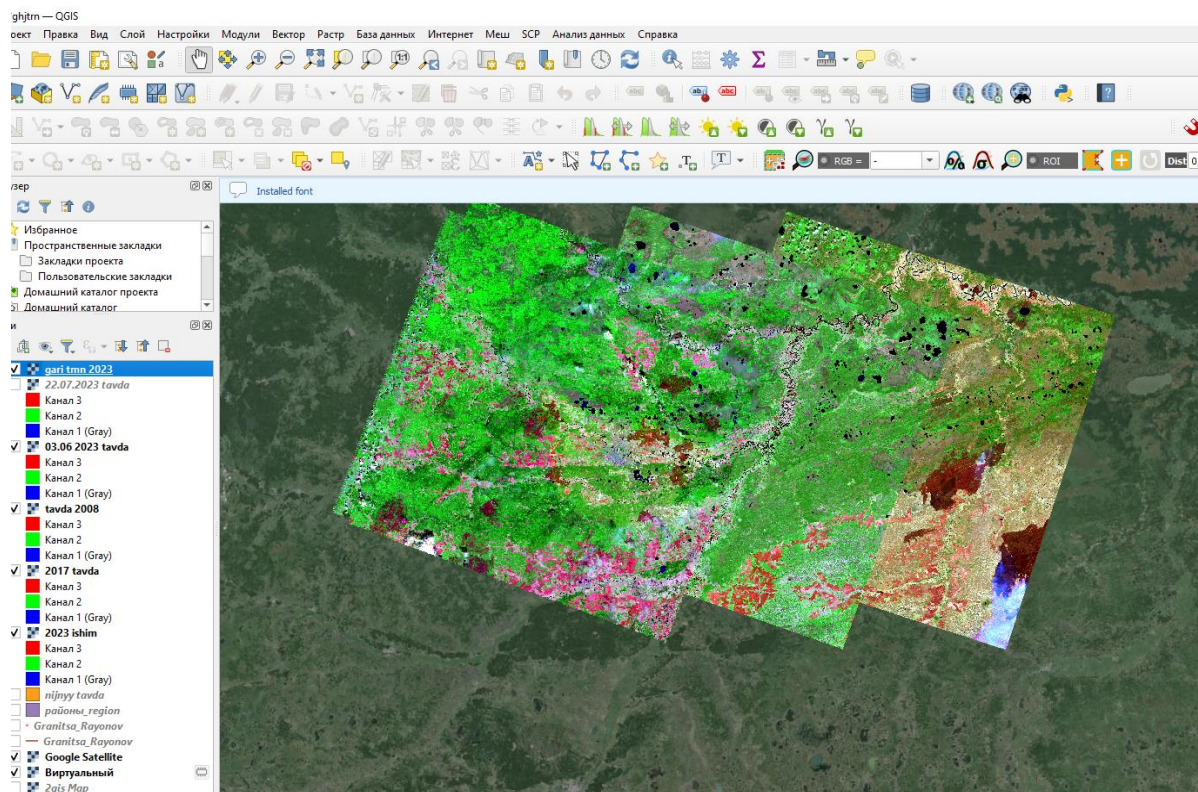 ghjtrn — QGIS
оект Правка Вид Слой Настройки Модули Вектор Растр База данных Интернет Меш SCP Анализ данных Справка
RGB = - ROI Dist 0
узер
Installed font
Избранное
Пространственные закладки
Закладки проекта
Пользовательские закладки
Домашний каталог проекта
Домашний каталог
и
gari tmn 2023
22.07.2023 tavda
Канал 3
Канал 2
Канал 1 (Gray)
03.06 2023 tavda
Канал 3
Канал 2
Канал 1 (Gray)
tavda 2008
Канал 3
Канал 2
Канал 1 (Gray)
2017 tavda
Канал 3
Канал 2
Канал 1 (Gray)
2023 ishim
Канал 3
Канал 2
Канал 1 (Gray)
nijnyy tavda
районы_region
Granitsa_Rayonov
Granitsa_Rayonov
Google Satellite
Виртуальный
2gis Map